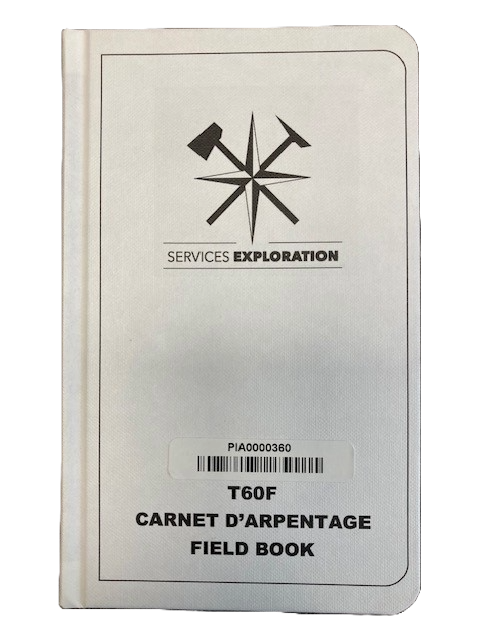 SERVICES EXPLORATION
PIA0000360
T60F
CARNET D'ARPENTAGE
FIELD BOOK